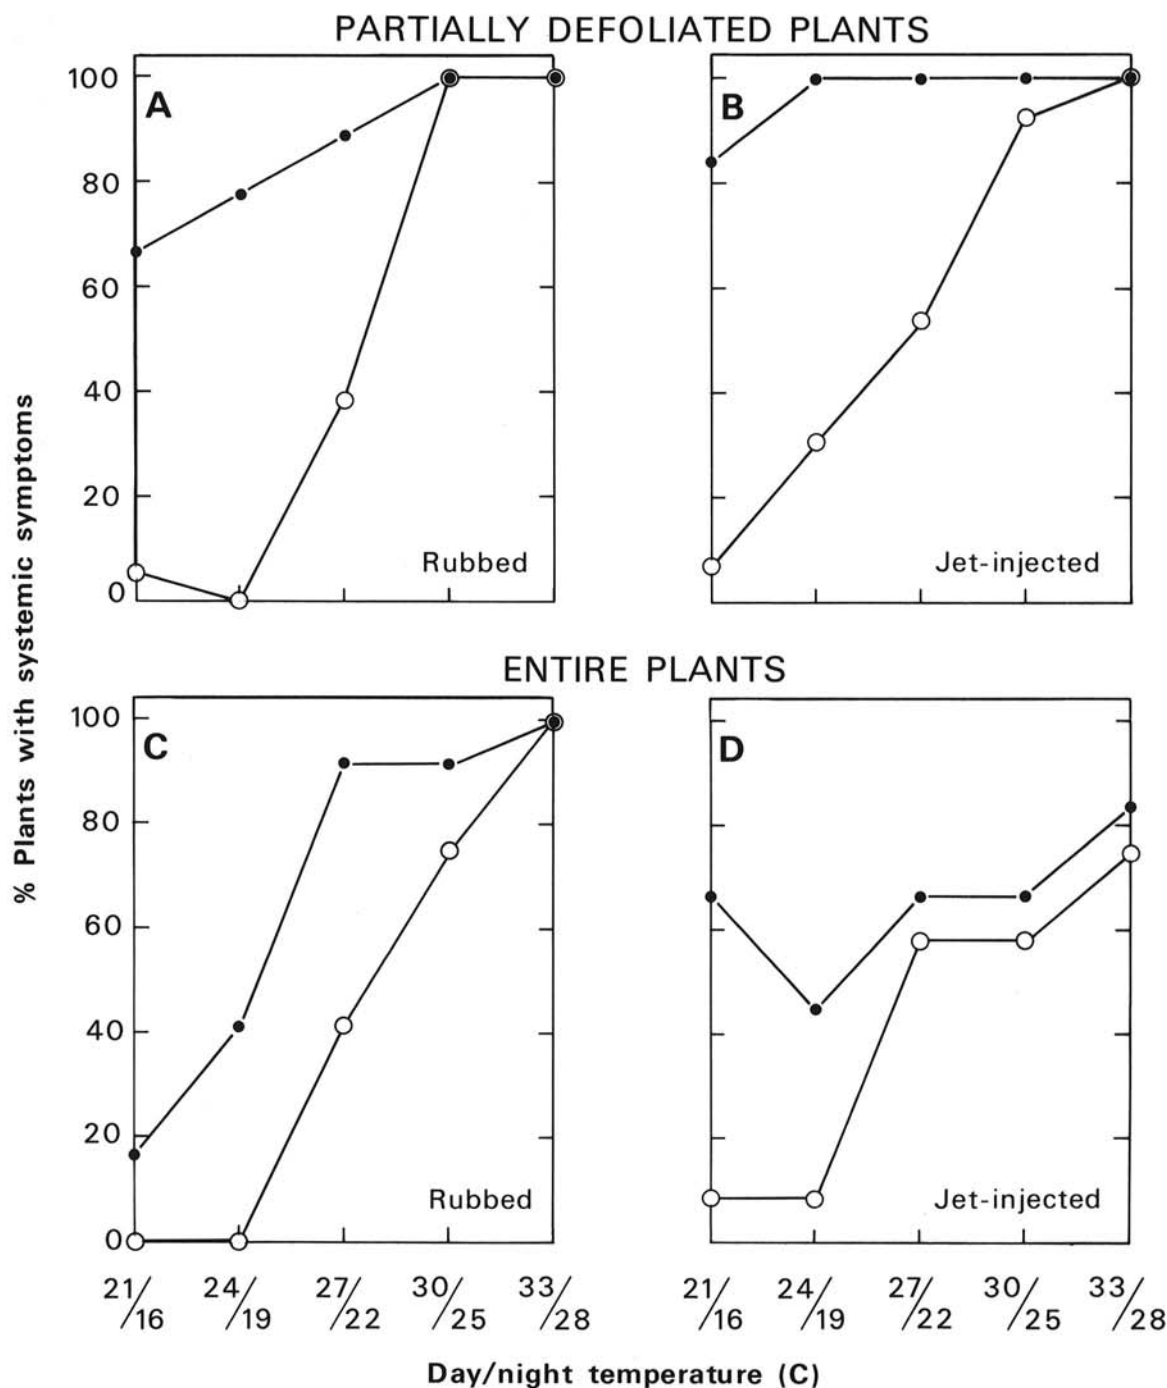 PARTIALLY DEFOLIATED PLANTS
100
80
60
40
20
0
A
Rubbed
B
Jet-injected
% Plants with systemic symptoms
ENTIRE PLANTS
100
80
60
40
20
0
C
Rubbed
D
Jet-injected
21/16 24/19 27/22 30/25 33/28
21/16 24/19 27/22 30/25 33/28
Day/night temperature (C)